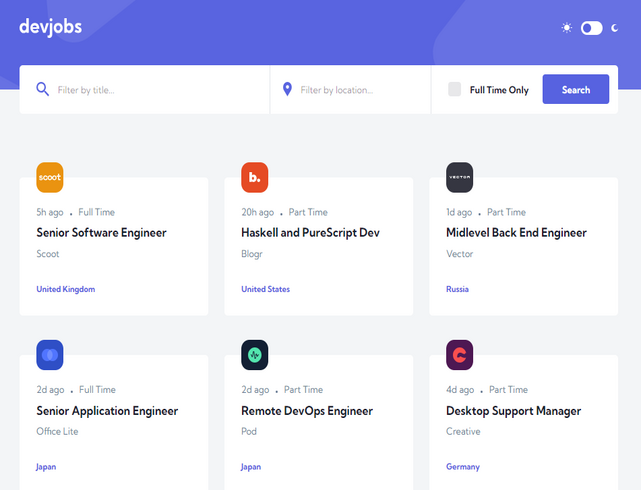 devjobs
Filter by title...
Filter by location...
Full Time Only
Search
scoot
b.
VECTOR
5h ago • Full Time
20h ago • Part Time
1d ago • Part Time
Senior Software Engineer
Haskell and PureScript Dev
Midlevel Back End Engineer
Scoot
Blogr
Vector
United Kingdom
United States
Russia
2d ago • Full Time
2d ago • Part Time
4d ago • Part Time
Senior Application Engineer
Remote DevOps Engineer
Desktop Support Manager
Office Lite
Pod
Creative
Japan
Japan
Germany